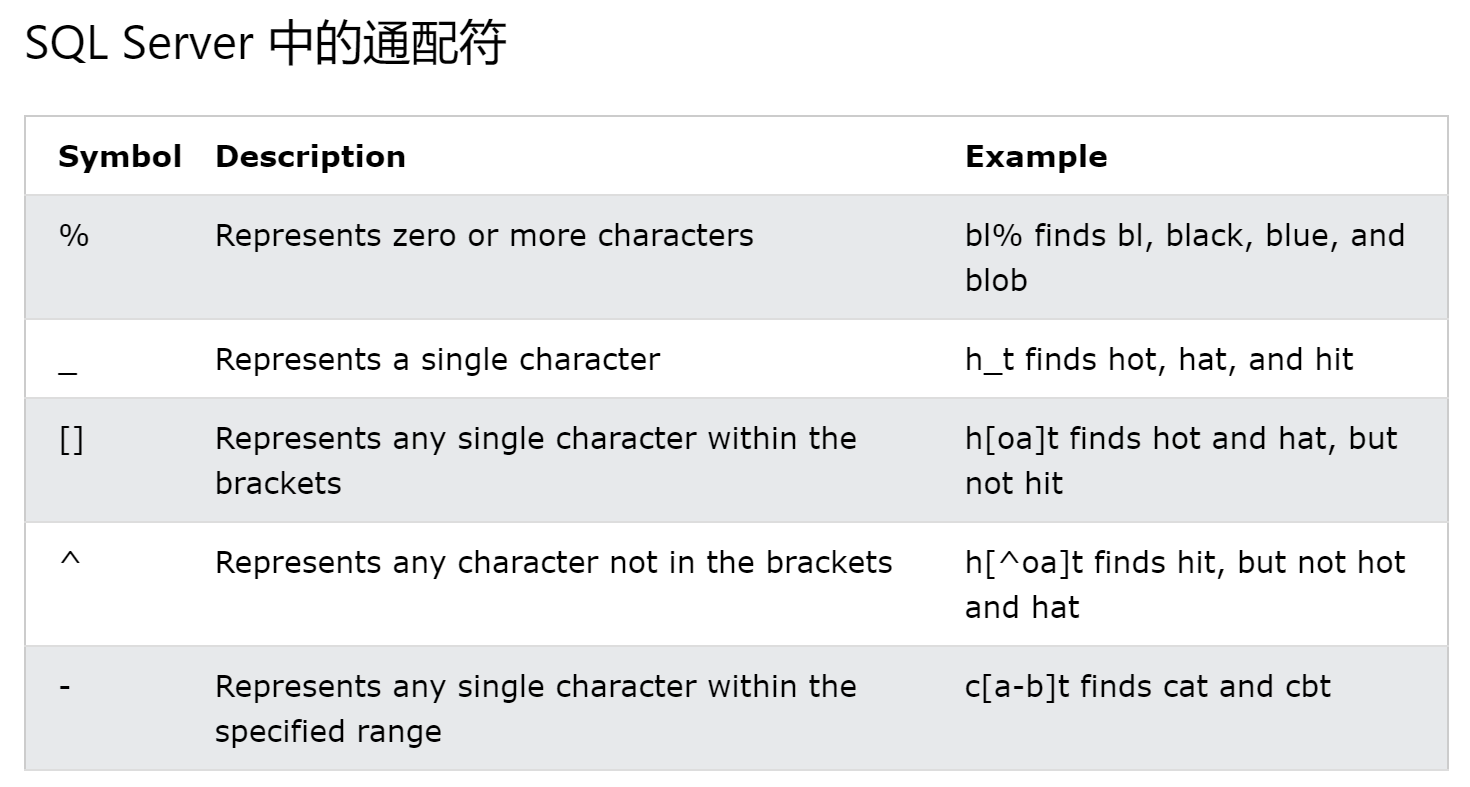 SQL Server 中的通配符
Symbol Description Example
% Represents zero or more characters bl% finds bl, black, blue, and
blob
_ Represents a single character h_t finds hot, hat, and hit
[] Represents any single character within the h[oa]t finds hot and hat, but
brackets not hit
^ Represents any character not in the brackets h[^oa]t finds hit, but not hot
and hat
- Represents any single character within the c[a-b]t finds cat and cbt
specified range